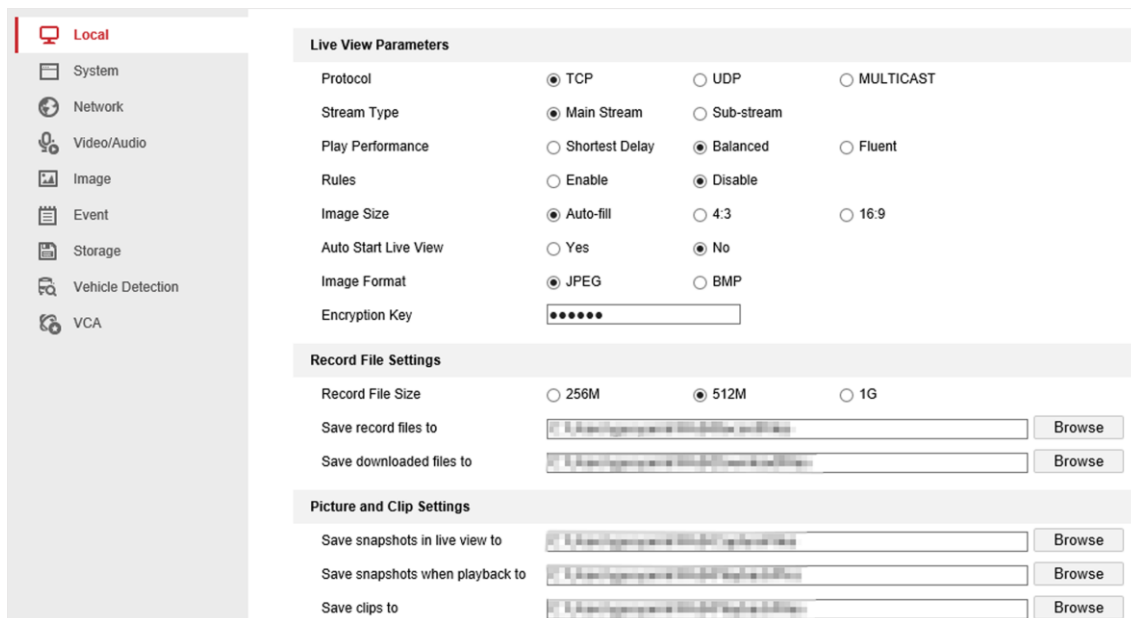 Local
System
Network
Video/Audio
Image
Event
Storage
Vehicle Detection
VCA
Live View Parameters
Protocol TCP UDP MULTICAST
Stream Type Main Stream Sub-stream
Play Performance Shortest Delay Balanced Fluent
Rules Enable Disable
Image Size Auto-fill 4:3 16:9
Auto Start Live View Yes No
Image Format JPEG BMP
Encryption Key ●●●●●●
Record File Settings
Record File Size 256M 512M 1G
Save record files to Browse
Save downloaded files to Browse
Picture and Clip Settings
Save snapshots in live view to Browse
Save snapshots when playback to Browse
Save clips to Browse